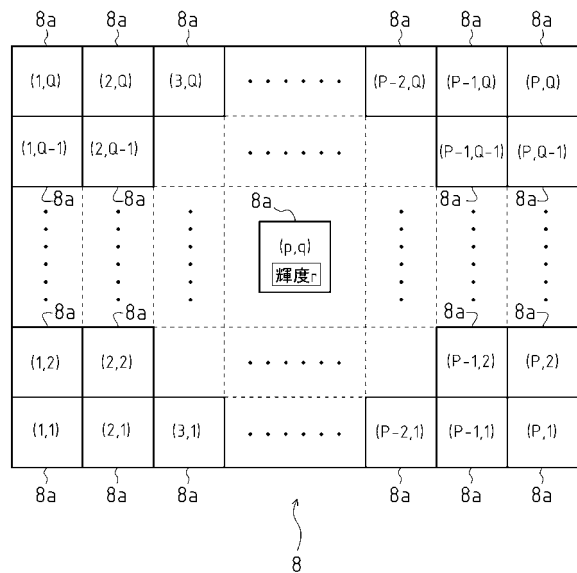 8a 8a 8a 8a 8a 8a
(1,Q) (2,Q) (3,Q) ・・・・・・ (P-2,Q) (P-1,Q) (P,Q)
(1,Q-1) (2,Q-1) ・・・・・・ (P-1,Q-1) (P,Q-1)
8a 8a 8a 8a 8a
(p,q)
輝度r
8a 8a 8a 8a
(1,2) (2,2) ・・・・・・ (P-1,2) (P,2)
(1,1) (2,1) (3,1) ・・・・・・ (P-2,1) (P-1,1) (P,1)
8a 8a 8a 8a 8a 8a
8